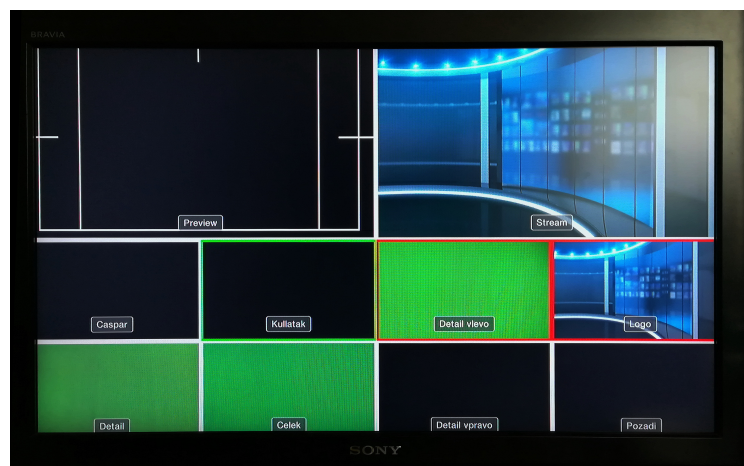 BRAVIA
Preview
Stream
Caspar
Kullatak
Detail vlevo
Logo
Detail
Celek
Detail vpravo
Pozadi
SONY